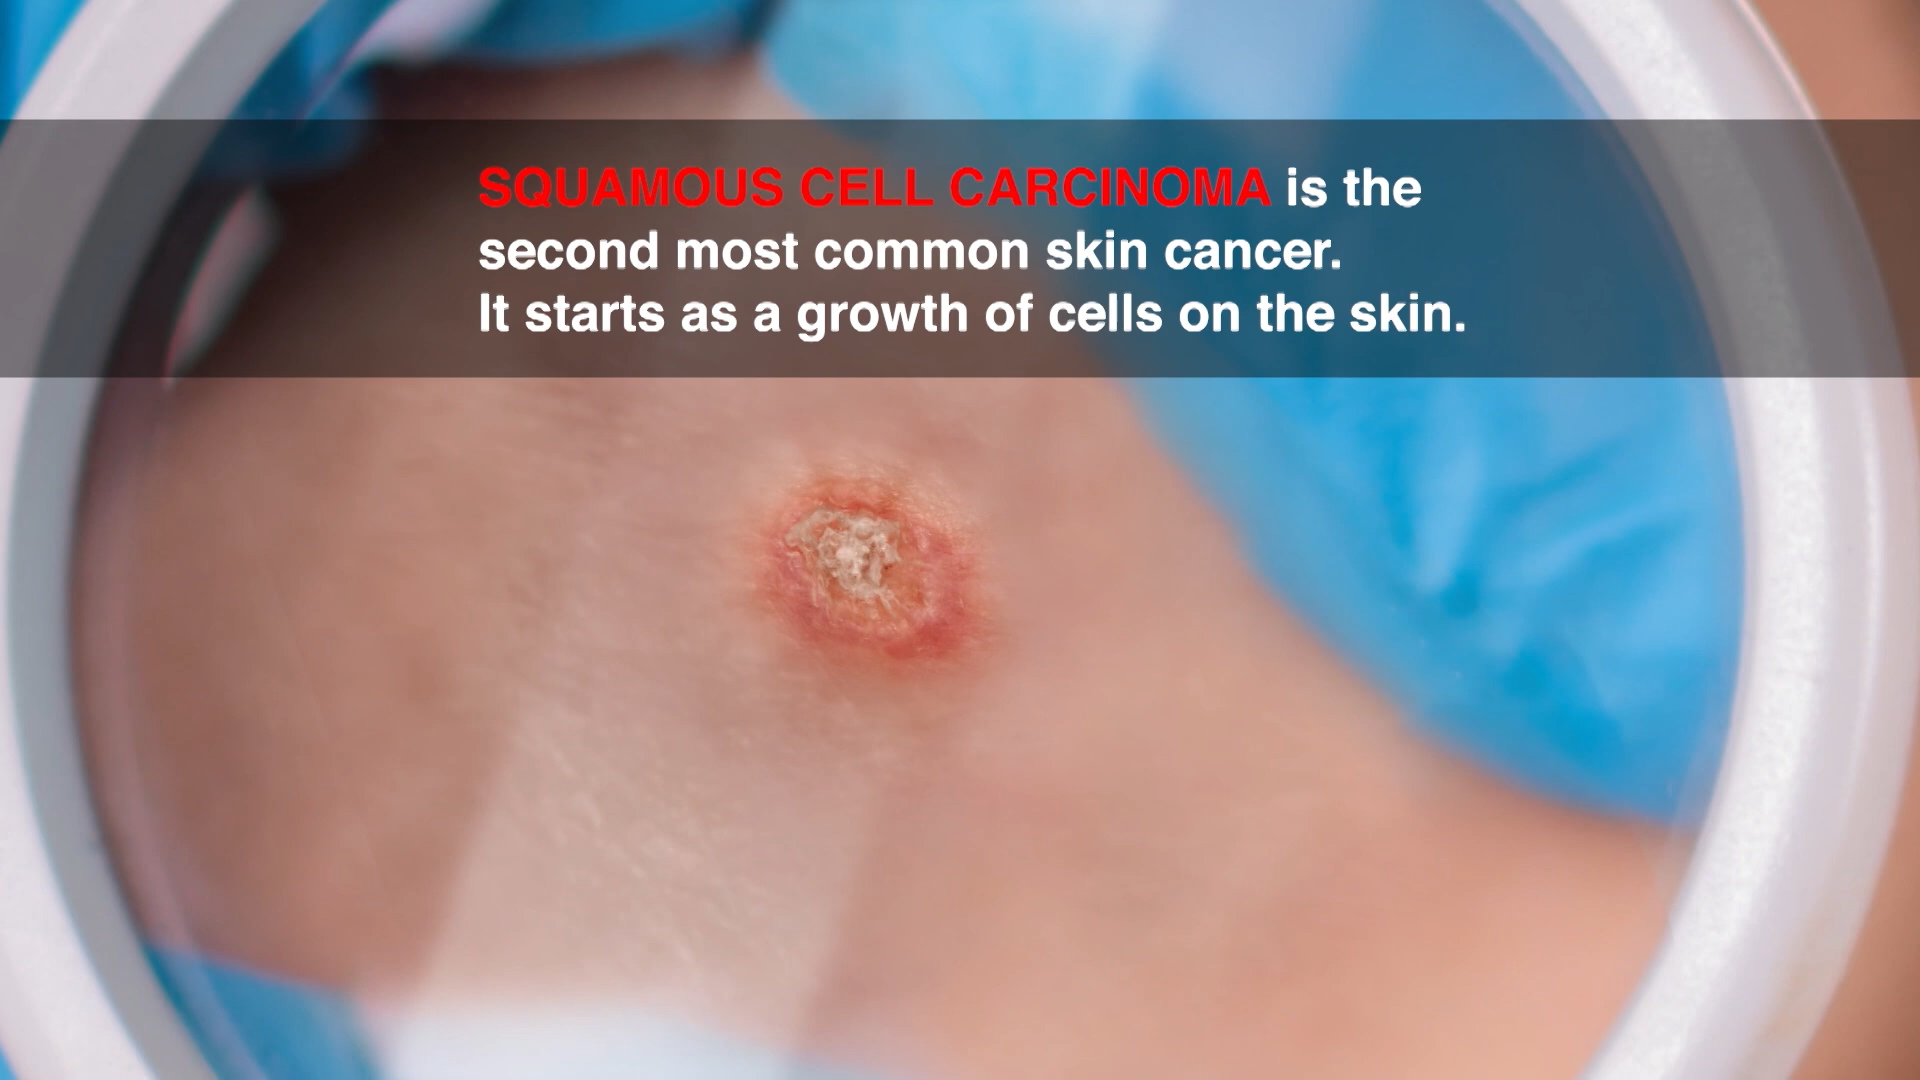 SQUAMOUS CELL CARCINOMA is the
second most common skin cancer.
It starts as a growth of cells on the skin.